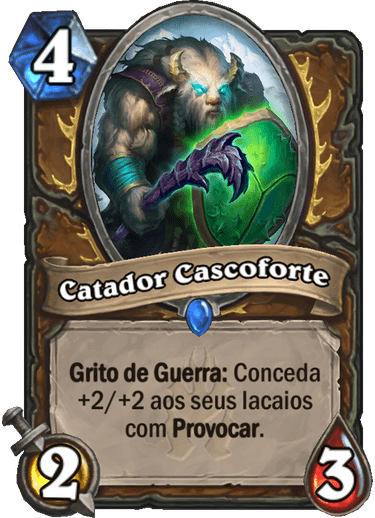 4
Catador Cascoforte
Grito de Guerra: Conceda
+2/+2 aos seus lacaios
com Provocar.
2
3